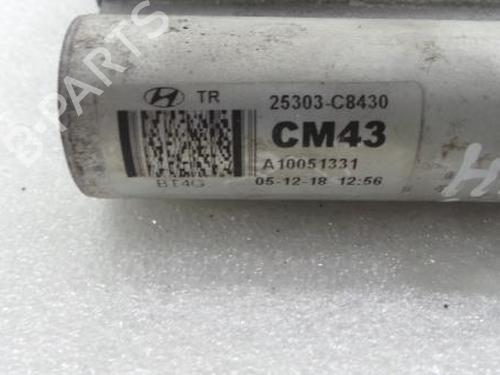 TR 25303-C8430
CM43
A10051331
BT4G 05-12-18 12:56
B-PARTS